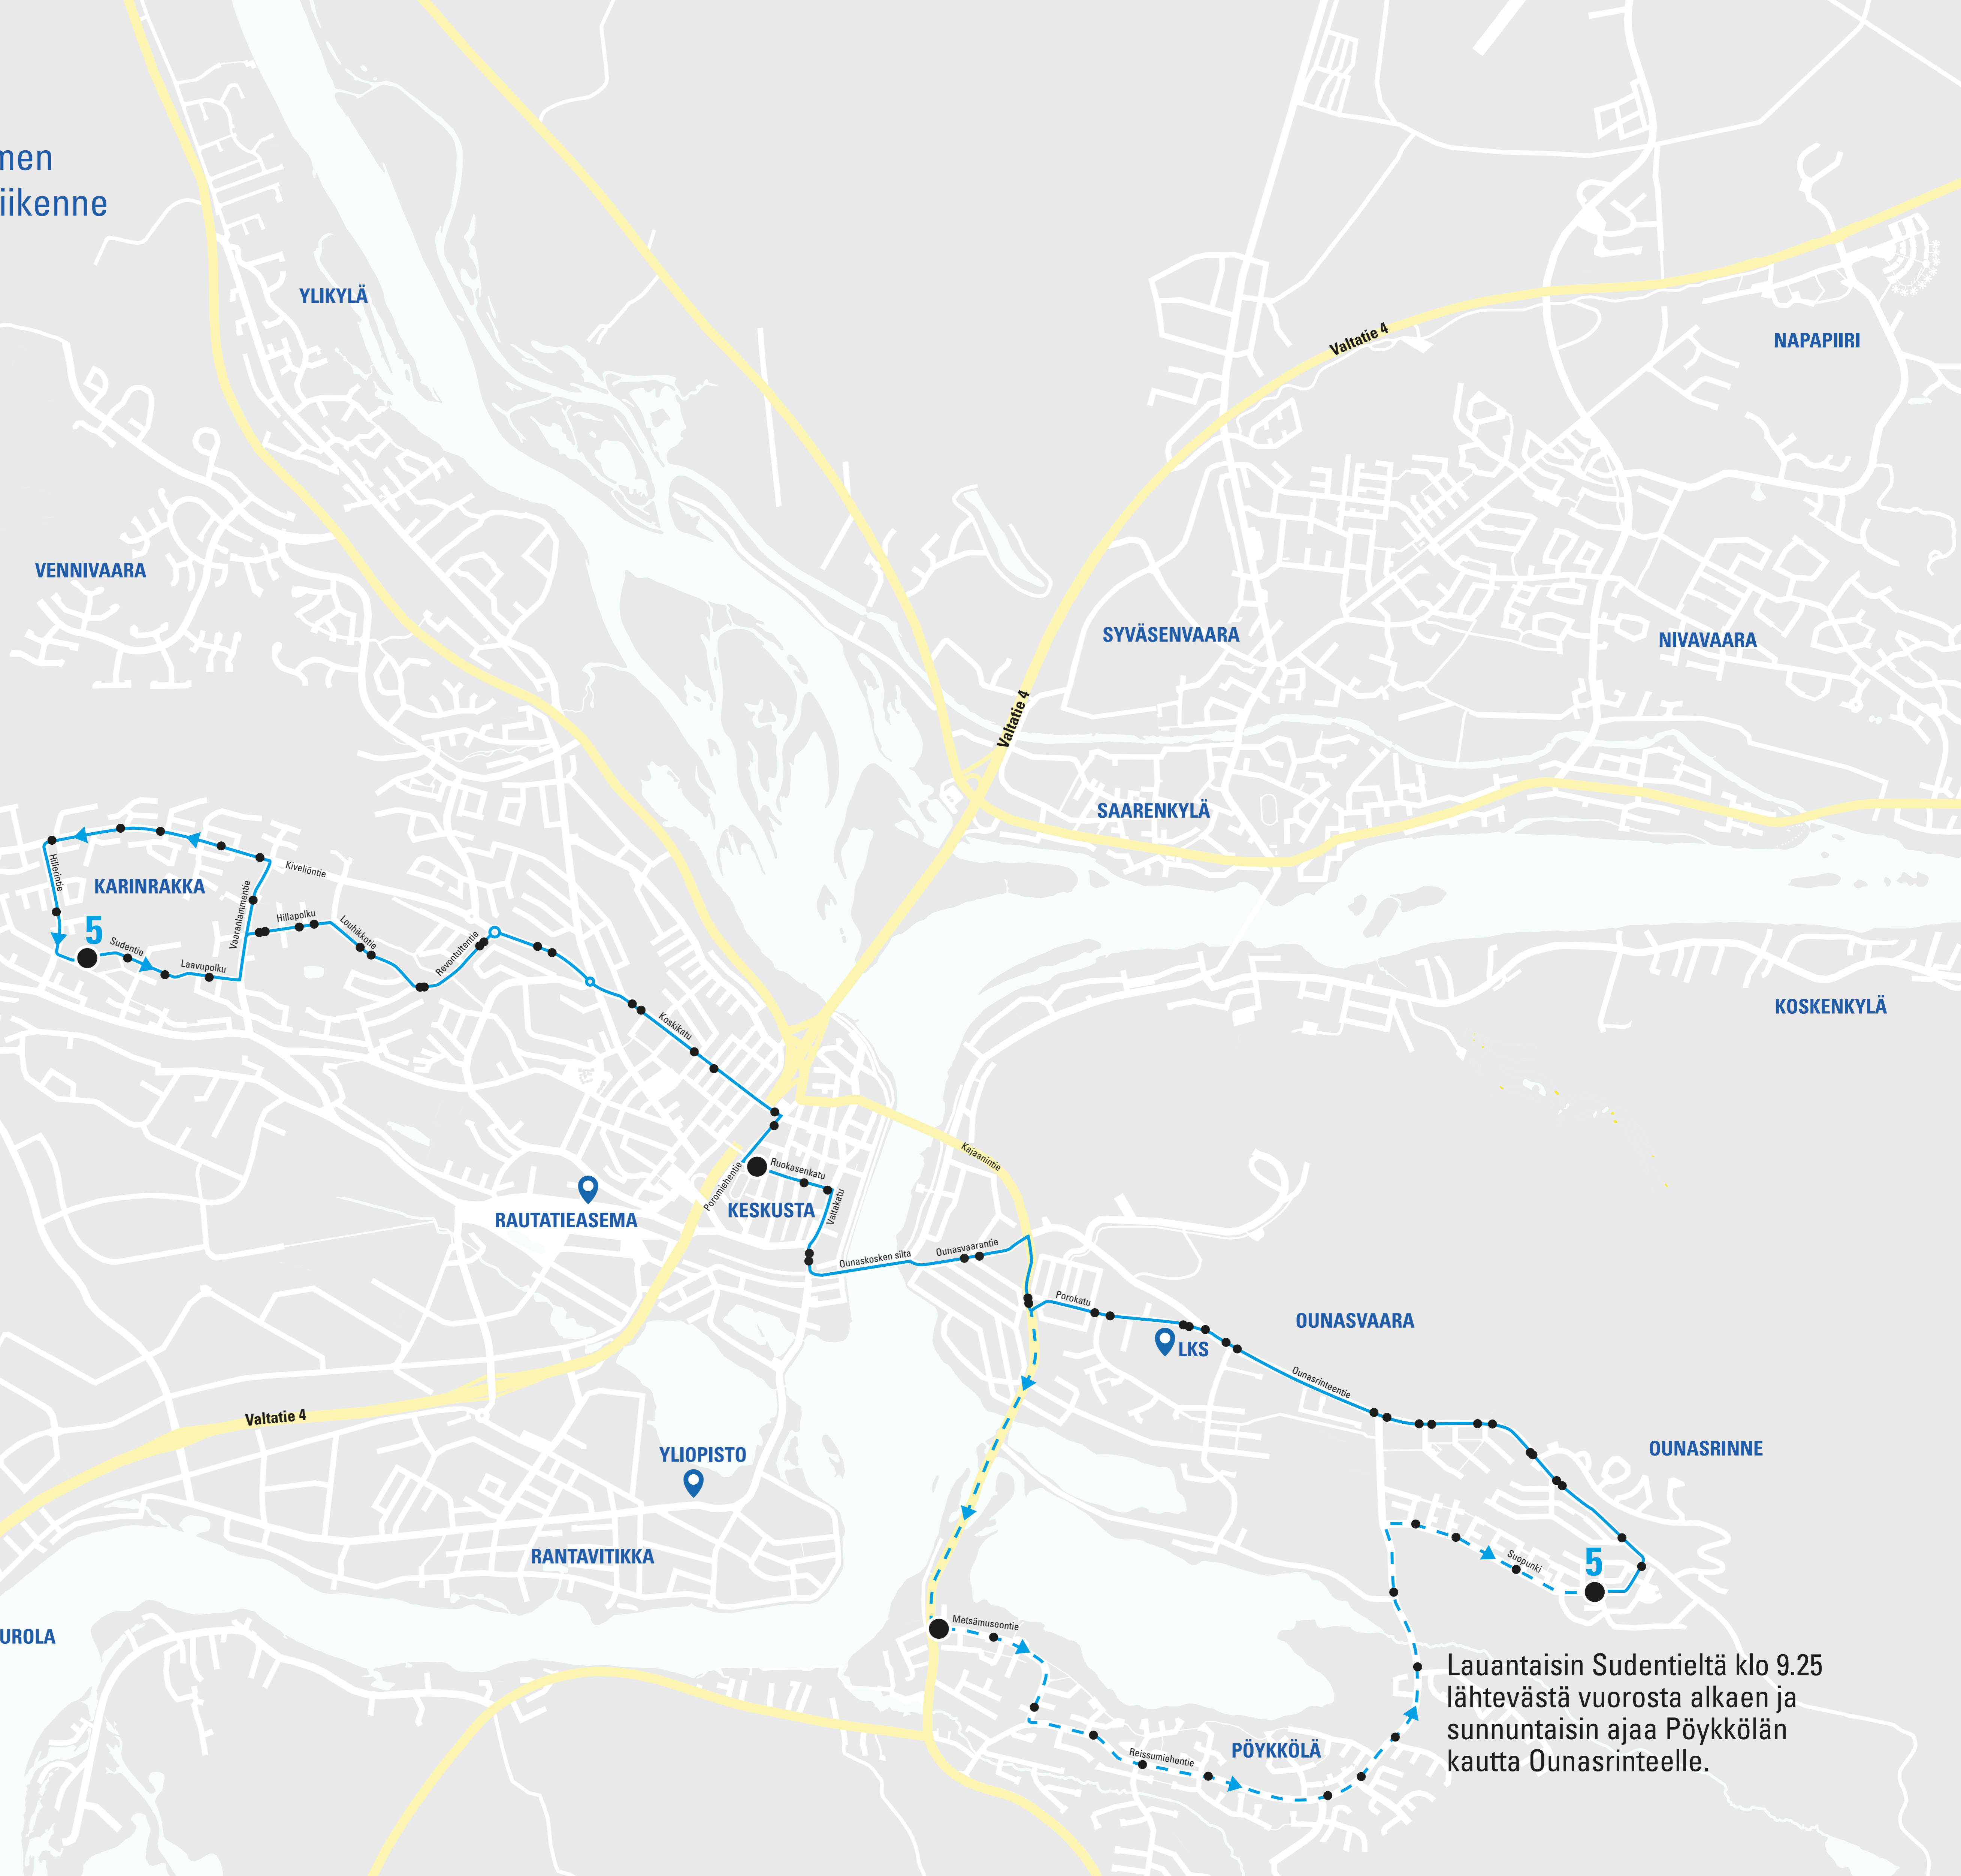 men
iikenne
YLIKYLÄ
Valtatie 4
NAPAPIIRI
VENNIVAARA
SYVÄSENVAARA
NIVAVAARA
Valtatie 4
SAARENKYLÄ
Kiveliöntie
Hillerintie
KARINRAKKA
Vaaranlammentie
Hillapolku
Louhikkotie
5
Sudentie
Revontultentie
Laavupolku
KOSKENKYLÄ
Koskikatu
Kajaanintie
Ruokasenkatu
Poromiehentie
KESKUSTA
Valtakatu
RAUTATIEASEMA
Ounaskosken silta
Ounasvaarantie
Porokatu
OUNASVAARA
LKS
Ounasrinteentie
Valtatie 4
YLIOPISTO
OUNASRINNE
RANTAVITIKKA
Suopunki
5
Metsämuseontie
UROLA
Lauantaisin Sudentieltä klo 9.25
lähtevästä vuorosta alkaen ja
sunnuntaisin ajaa Pöykkölän
kautta Ounasrinteelle.
Reissumiehentie
PÖYKKÖLÄ